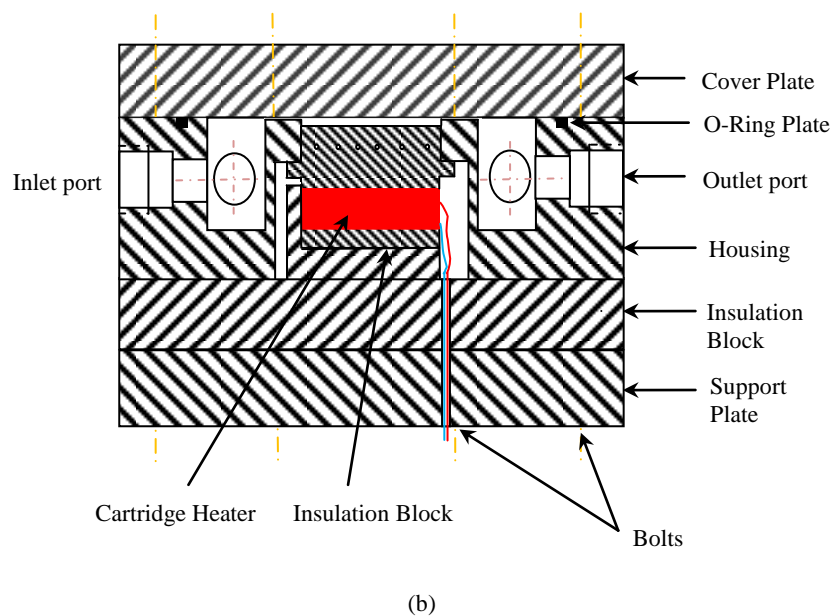 Cover Plate
O-Ring Plate
Inlet port
Outlet port
Housing
Insulation
Block
Support
Plate
Cartridge Heater
Insulation Block
Bolts
(b)